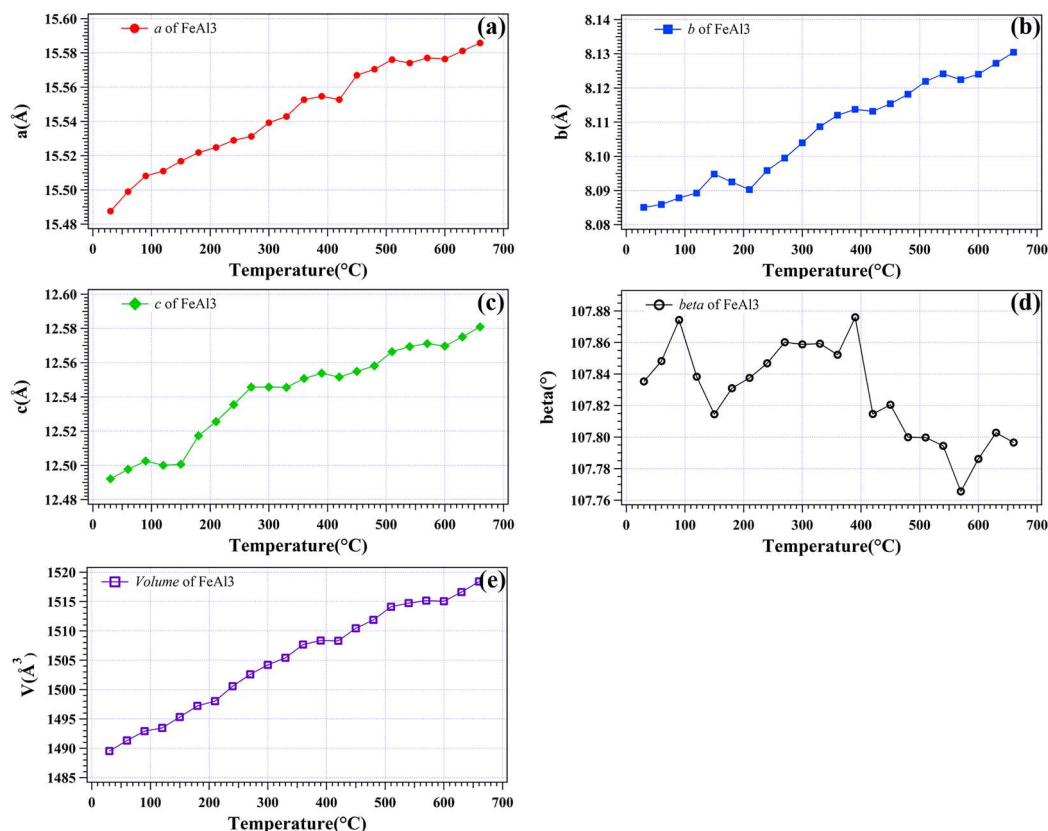 (a)
a of FeAl3
15.60
15.58
15.56
15.54
15.52
15.50
15.48
a(Å)
0 100 200 300 400 500 600 700
Temperature(°C)
(b)
b of FeAl3
8.14
8.13
8.12
8.11
8.10
8.09
8.08
b(Å)
0 100 200 300 400 500 600 700
Temperature(°C)
(c)
c of FeAl3
12.60
12.58
12.56
12.54
12.52
12.50
12.48
c(Å)
0 100 200 300 400 500 600 700
Temperature(°C)
(d)
beta of FeAl3
107.88
107.86
107.84
107.82
107.80
107.78
107.76
beta(°)
0 100 200 300 400 500 600 700
Temperature(°C)
(e)
Volume of FeAl3
1520
1515
1510
1505
1500
1495
1490
1485
V(Å³)
0 100 200 300 400 500 600 700
Temperature(°C)